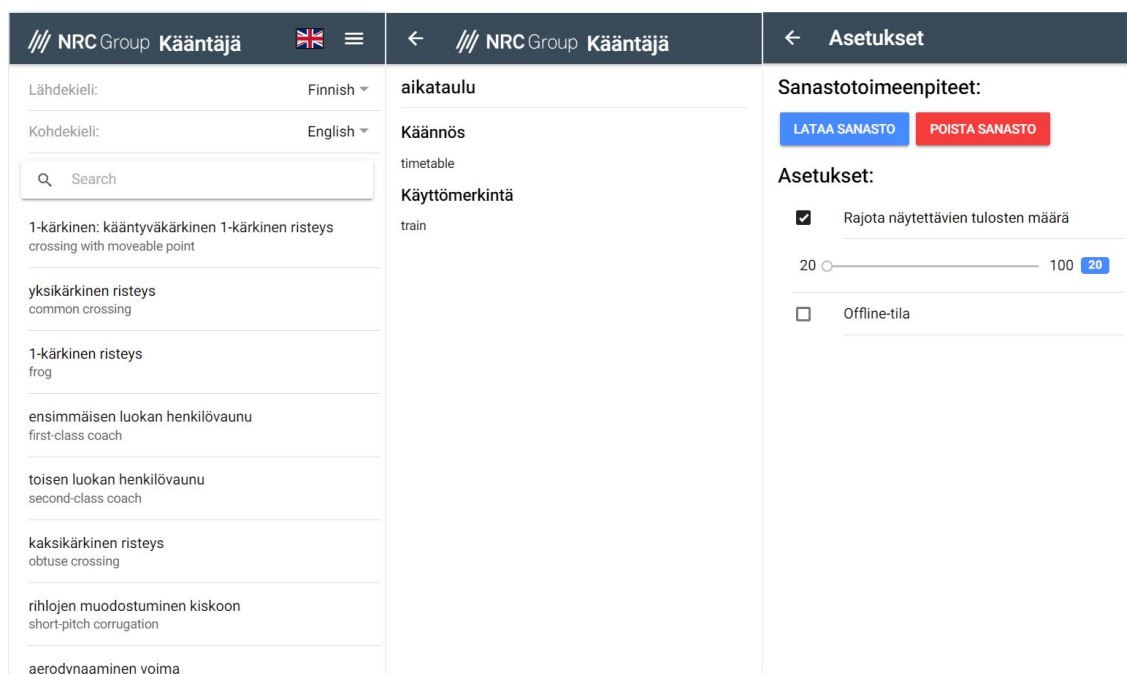 NRC Group Kääntäjä
Lähdekieli: Finnish
Kohdekieli: English
Search
1-kärkinen: kääntyväkärkinen 1-kärkinen risteys
crossing with moveable point
yksikärkinen risteys
common crossing
1-kärkinen risteys
frog
ensimmäisen luokan henkilövaunu
first-class coach
toisen luokan henkilövaunu
second-class coach
kaksikärkinen risteys
obtuse crossing
rihlojen muodostuminen kiskoon
short-pitch corrugation
aerodynaaminen voima
NRC Group Kääntäjä
aikataulu
Käännös
timetable
Käyttömerkintä
train
Asetukset
Sanastotoimeenpiteet:
LATAA SANASTO POISTA SANASTO
Asetukset:
Rajota näytettävien tulosten määrä
20 100 20
Offline-tila